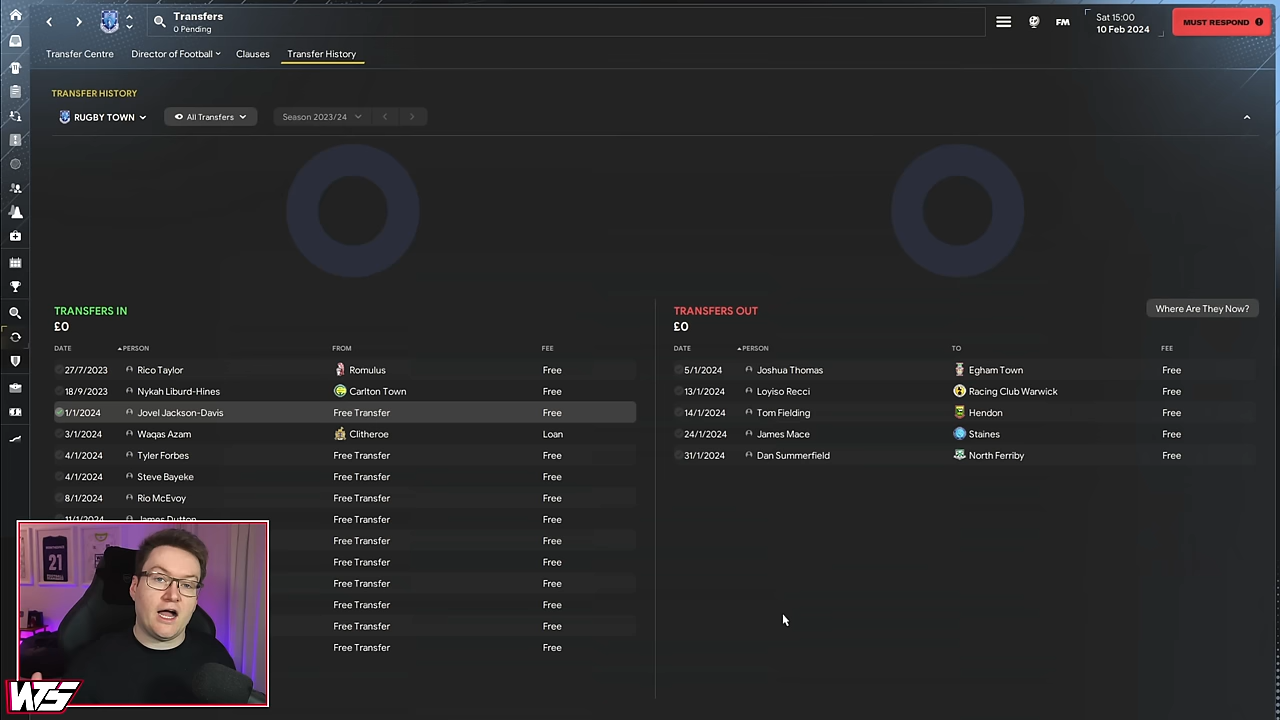 Transfers
0 Pending
FM
Sat 15:00
10 Feb 2024
MUST RESPOND
Transfer Centre
Director of Football
Clauses
Transfer History
TRANSFER HISTORY
RUGBY TOWN
All Transfers
Season 2023/24
TRANSFERS IN
£0
DATE PERSON FROM FEE
27/7/2023 Rico Taylor Romulus Free
18/9/2023 Nykah Liburd-Hines Carlton Town Free
1/1/2024 Jovel Jackson-Davis Free Transfer Free
3/1/2024 Waqas Azam Clitheroe Loan
4/1/2024 Tyler Forbes Free Transfer Free
4/1/2024 Steve Bayeke Free Transfer Free
8/1/2024 Rio McEvoy Free Transfer Free
11/1/2024 James Dutton Free Transfer Free
Free Transfer Free
Free Transfer Free
Free Transfer Free
Free Transfer Free
Free Transfer Free
Free Transfer Free
TRANSFERS OUT
£0
Where Are They Now?
DATE PERSON TO FEE
5/1/2024 Joshua Thomas Egham Town Free
13/1/2024 Loyiso Recci Racing Club Warwick Free
14/1/2024 Tom Fielding Hendon Free
24/1/2024 James Mace Staines Free
31/1/2024 Dan Summerfield North Ferriby Free
21
WTS